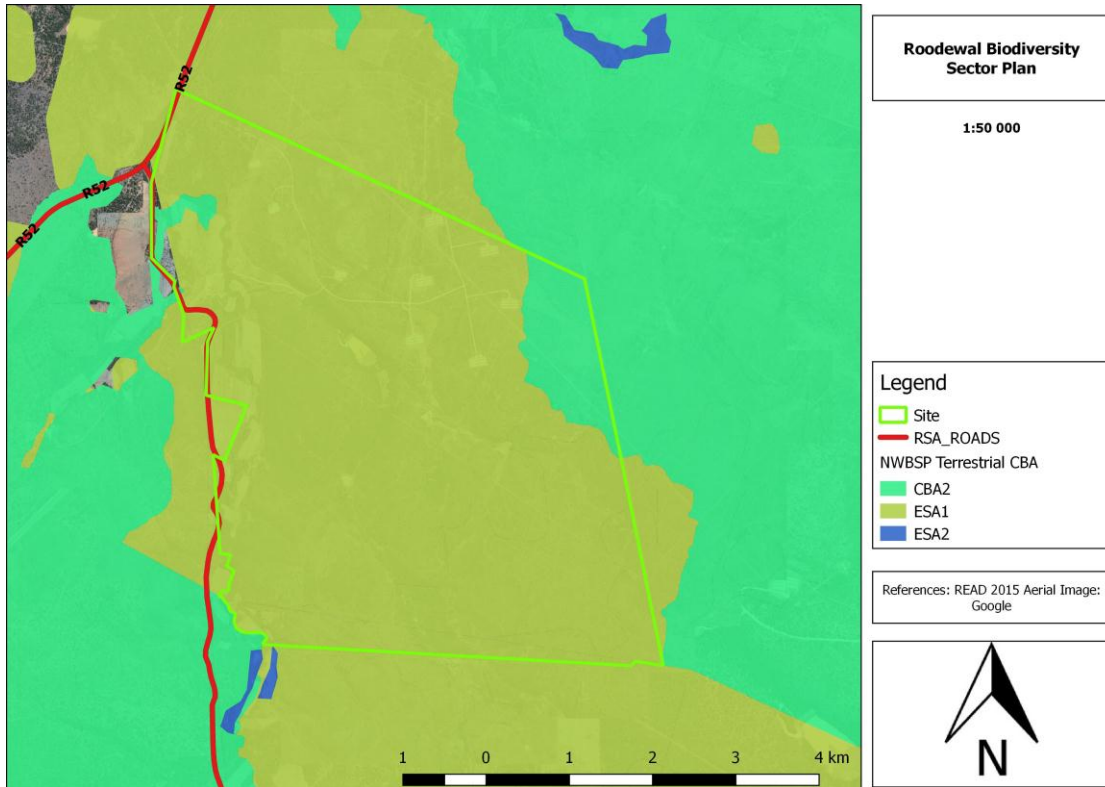 R52
R52
R52
Roodewal Biodiversity
Sector Plan
1:50 000
Legend
Site
RSA_ROADS
NWBSP Terrestrial CBA
CBA2
ESA1
ESA2
References: READ 2015 Aerial Image:
Google
N
1 0 1 2 3 4 km